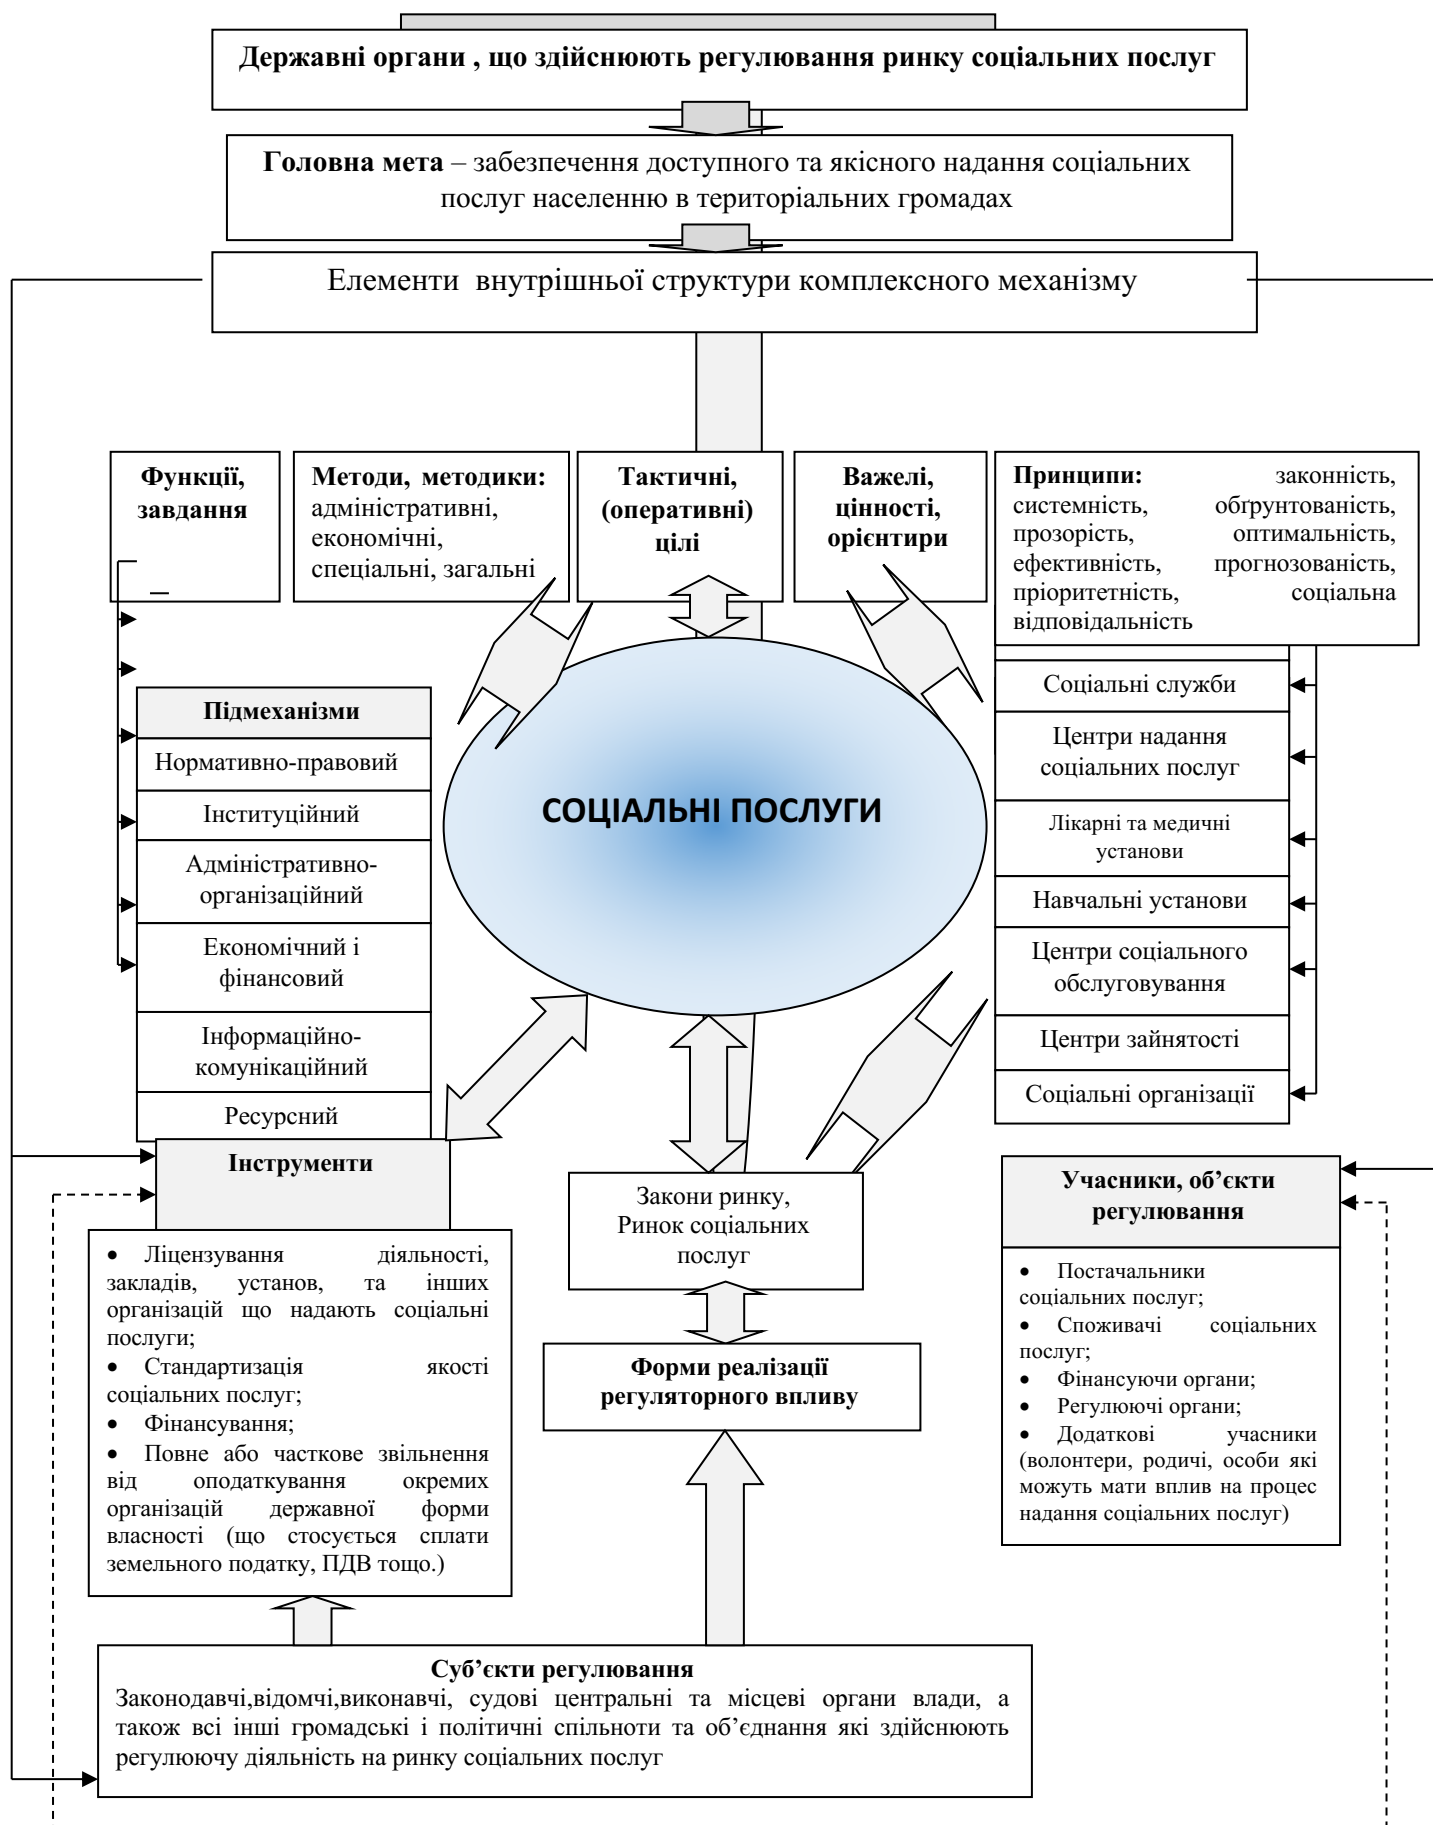 Державні органи , що здійснюють регулювання ринку соціальних послуг
Головна мета – забезпечення доступного та якісного надання соціальних
послуг населенню в територіальних громадах
Елементи внутрішньої структури комплексного механізму
Функції,
завдання
Методи, методики:
адміністративні,
економічні,
спеціальні, загальні
Тактичні,
(оперативні)
цілі
Важелі,
цінності,
орієнтири
Принципи: законність,
системність, обґрунтованість,
прозорість, оптимальність,
ефективність, прогнозованість,
пріоритетність, соціальна
відповідальність
Підмеханізми
Нормативно-правовий
Інституційний
Адміністративно-
організаційний
Економічний і
фінансовий
Інформаційно-
комунікаційний
Ресурсний
СОЦІАЛЬНІ ПОСЛУГИ
Соціальні служби
Центри надання
соціальних послуг
Лікарні та медичні
установи
Навчальні установи
Центри соціального
обслуговування
Центри зайнятості
Соціальні організації
Інструменти
• Ліцензування діяльності,
закладів, установ, та інших
організацій що надають соціальні
послуги;
• Стандартизація якості
соціальних послуг;
• Фінансування;
• Повне або часткове звільнення
від оподаткування окремих
організацій державної форми
власності (що стосується сплати
земельного податку, ПДВ тощо.)
Закони ринку,
Ринок соціальних
послуг
Форми реалізації
регуляторного впливу
Учасники, об’єкти
регулювання
• Постачальники
соціальних послуг;
• Споживачі соціальних
послуг;
• Фінансуючи органи;
• Регулюючі органи;
• Додаткові учасники
(волонтери, родичі, особи які
можуть мати вплив на процес
надання соціальних послуг)
Суб’єкти регулювання
Законодавчі,відомчі,виконавчі, судові центральні та місцеві органи влади, а
також всі інші громадські і політичні спільноти та об’єднання які здійснюють
регулюючу діяльність на ринку соціальних послуг